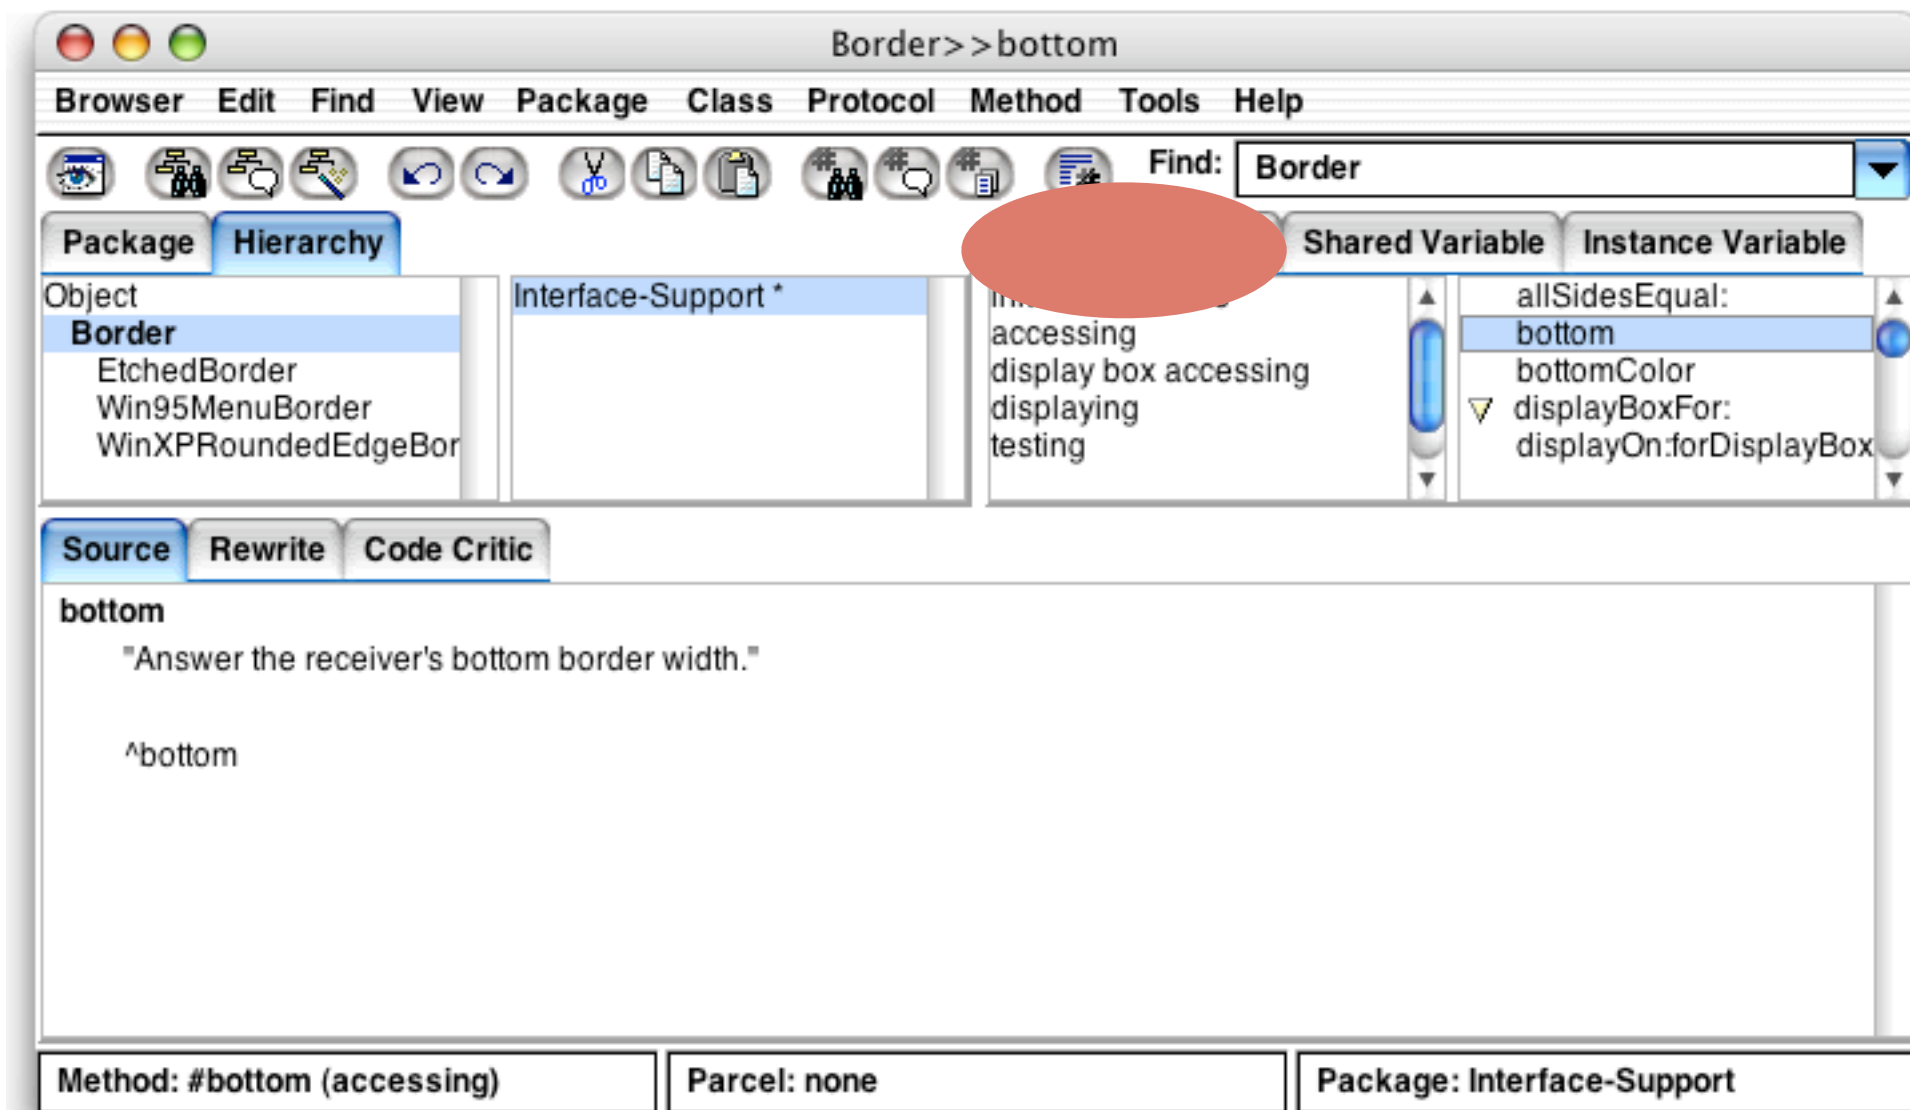 Border>>bottom
Browser Edit Find View Package Class Protocol Method Tools Help
Find: Border
Package Hierarchy Shared Variable Instance Variable
Object
Border
EtchedBorder
Win95MenuBorder
WinXPRoundedEdgeBor
Interface-Support *
accessing
display box accessing
displaying
testing
allSidesEqual:
bottom
bottomColor
displayBoxFor:
displayOn:forDisplayBox
Source Rewrite Code Critic
bottom
"Answer the receiver's bottom border width."
^bottom
Method: #bottom (accessing) Parcel: none Package: Interface-Support